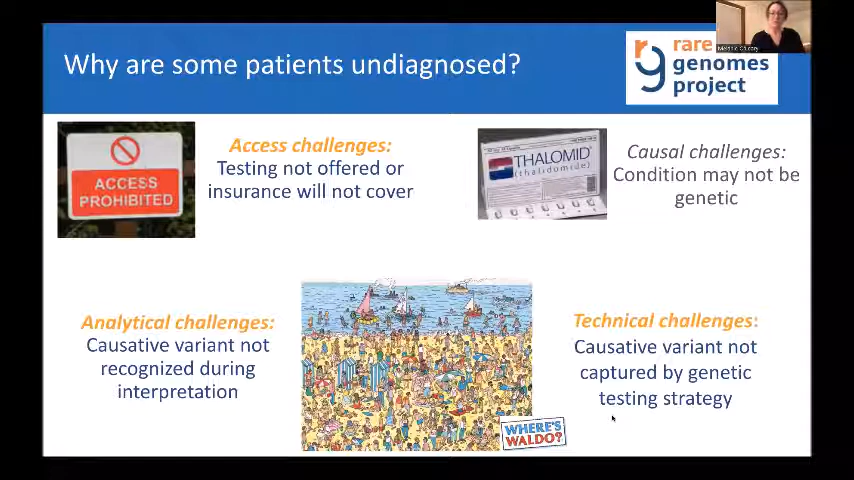 Why are some patients undiagnosed?
rare
genomes
project
ACCESS
PROHIBITED
Access challenges:
Testing not offered or
insurance will not cover
THALOMID
(thalidomide)
Causal challenges:
Condition may not be
genetic
Analytical challenges:
Causative variant not
recognized during
interpretation
WHERE'S
WALDO?
Technical challenges:
Causative variant not
captured by genetic
testing strategy